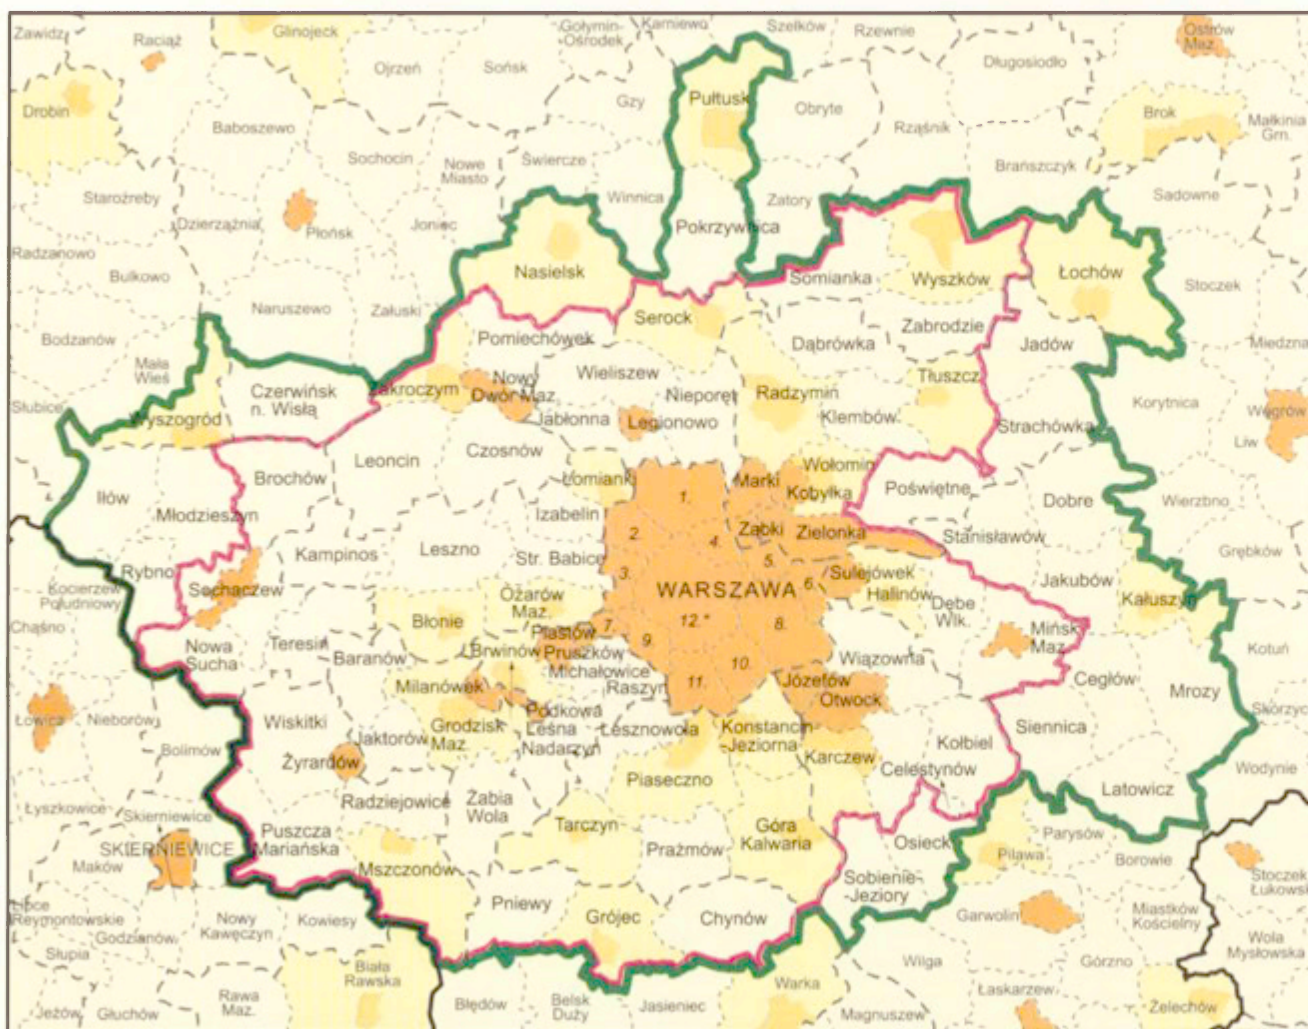 Zawidz
Raciąż
Glinojeck
Gołymin-
Ośrodek
Karniewo
Szelków
Rzewnie
Ostrów
Maz.
Ojrzeń
Sońsk
Długosiodło
Drobin
Gzy
Pułtusk
Obryte
Brok
Małkinia
Grn.
Baboszewo
Rząśnik
Sochocin
Nowe
Miasto
Świercze
Brańszczyk
Staroźreby
Winnica
Zatory
Sadowne
Dzierzążnia
Płońsk
Joniec
Pokrzywnica
Radzanowo
Bulkowo
Nasielsk
Somianka
Wyszków
Łochów
Stoczek
Naruszewo
Załuski
Serock
Zabrodzie
Bodzanów
Pomiechówek
Dąbrówka
Jadów
Miedzna
Mała
Wieś
Czerwińsk
n. Wisłą
Zakroczym
Nowy
Dwór Maz.
Wieliszew
Nieporęt
Radzymin
Tłuszcz
Słubice
Wyszogród
Jabłonna
Legionowo
Klembów
Strachówka
Korytnica
Węgrów
Liw
Leoncin
Czosnów
Brochów
Łomianki
Marki
Wołomin
Kobyłka
Poświętne
Iłów
Młodzieszyn
Izabelin
1.
Dobre
Wierzbno
Kampinos
Leszno
Str. Babice
2.
4.
Ząbki
Zielonka
Stanisławów
Grębków
Rybno
Kocierzew
Południowy
Sochaczew
3.
WARSZAWA
5.
6.
Sulejówek
Halinów
Jakubów
Kałuszyn
Chąśno
Ożarów
Maz.
Błonie
7.
12.*
8.
Dębe
Wlk.
Mińsk
Maz.
Nowa
Sucha
Teresin
Baranów
Brwinów
Piastów
Pruszków
Michałowice
9.
10.
Wiązowna
Kotuń
Milanówek
Raszyn
11.
Józefów
Otwock
Cegłów
Mrozy
Łowicz
Nieborów
Wiskitki
Grodzisk
Maz.
Podkowa
Leśna
Nadarzyn
Lesznowola
Konstancin-
Jeziorna
Siennica
Skórzec
Bolimów
Jaktorów
Żyrardów
Karczew
Kołbiel
Celestynów
Piaseczno
Wodynie
Łyszkowice
Skierniewice
Radziejowice
Żabia
Wola
Latowicz
SKIERNIEWICE
Maków
Puszcza
Mariańska
Mszczonów
Tarczyn
Prażmów
Góra
Kalwaria
Osieck
Parysów
Pilawa
Borowie
Stoczek
Łukowski
Sobienie-
Jeziory
Lipce
Reymontowskie
Nowy
Kawęczyn
Kowiesy
Pniewy
Grójec
Chynów
Garwolin
Miastków
Kościelny
Godzianów
Słupia
Wola
Mysłowska
Biała
Rawska
Wilga
Górzno
Rawa
Maz.
Jeżów
Głuchów
Błędów
Belsk
Duży
Jasieniec
Warka
Magnuszew
Łaskarzew
Żelechów